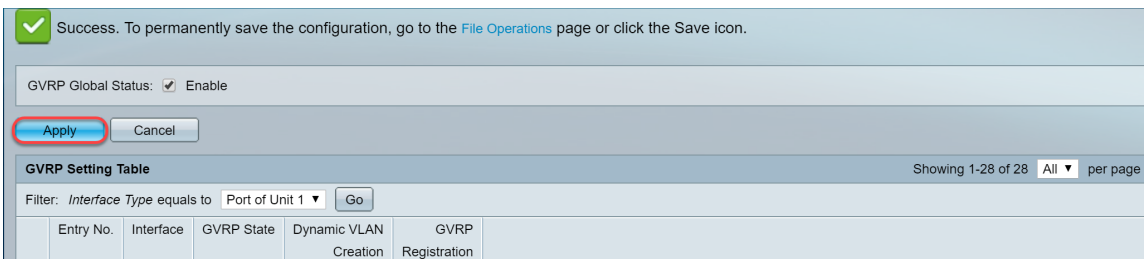 Success. To permanently save the configuration, go to the File Operations page or click the Save icon.
GVRP Global Status: Enable
Apply Cancel
GVRP Setting Table Showing 1-28 of 28 All per page
Filter: Interface Type equals to Port of Unit 1 Go
Entry No. Interface GVRP State Dynamic VLAN GVRP
Creation Registration